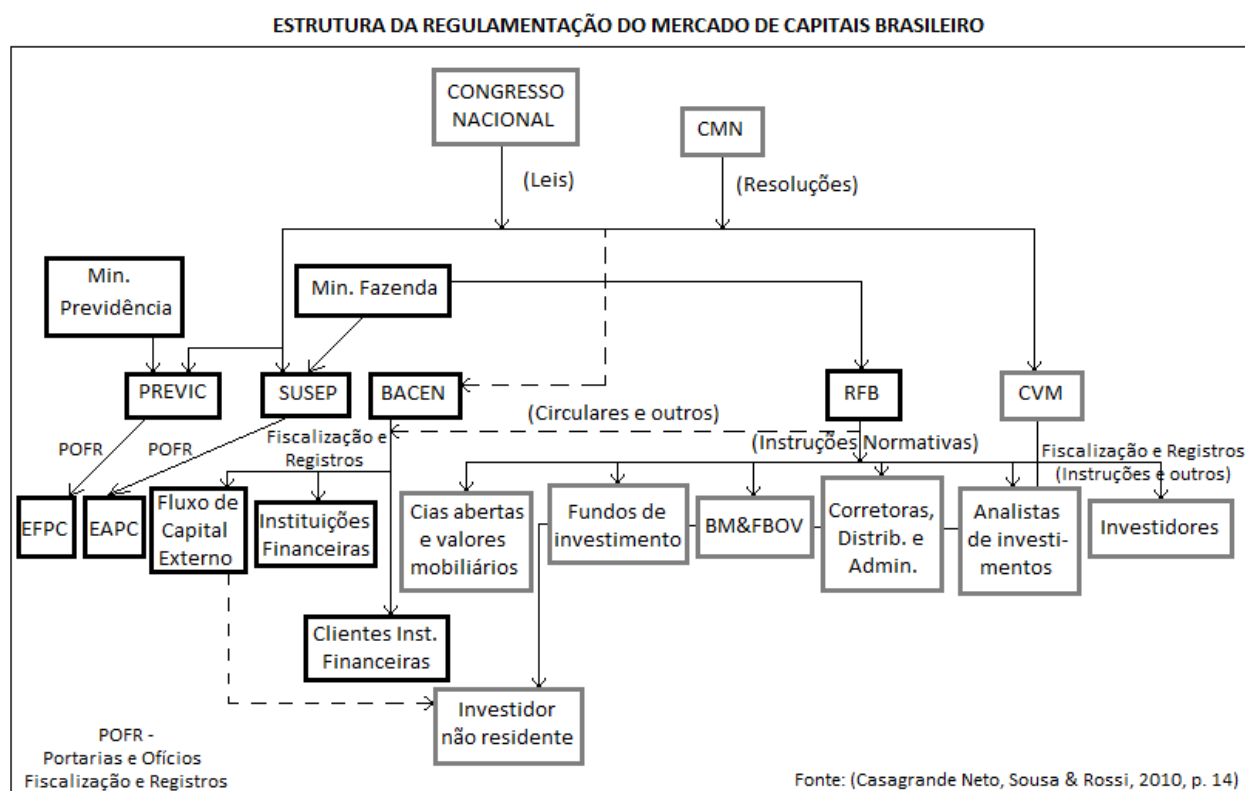 ESTRUTURA DA REGULAMENTAÇÃO DO MERCADO DE CAPITAIS BRASILEIRO
CONGRESSO
NACIONAL
CMN
(Leis)
(Resoluções)
Min.
Previdência
Min. Fazenda
PREVIC
SUSEP
BACEN
RFB
CVM
(Circulares e outros)
POFR
POFR
Fiscalização e
Registros
(Instruções Normativas)
Fiscalização e Registros
(Instruções e outros)
EFPC
EAPC
Fluxo de
Capital
Externo
Instituições
Financeiras
Cias abertas
e valores
mobiliários
Fundos de
investimento
BM&FBOV
Corretoras,
Distrib. e
Admin.
Analistas
de investi-
mentos
Investidores
Clientes Inst.
Financeiras
Investidor
não residente
POFR -
Portarias e Ofícios
Fiscalização e Registros
Fonte: (Casagrande Neto, Sousa & Rossi, 2010, p. 14)